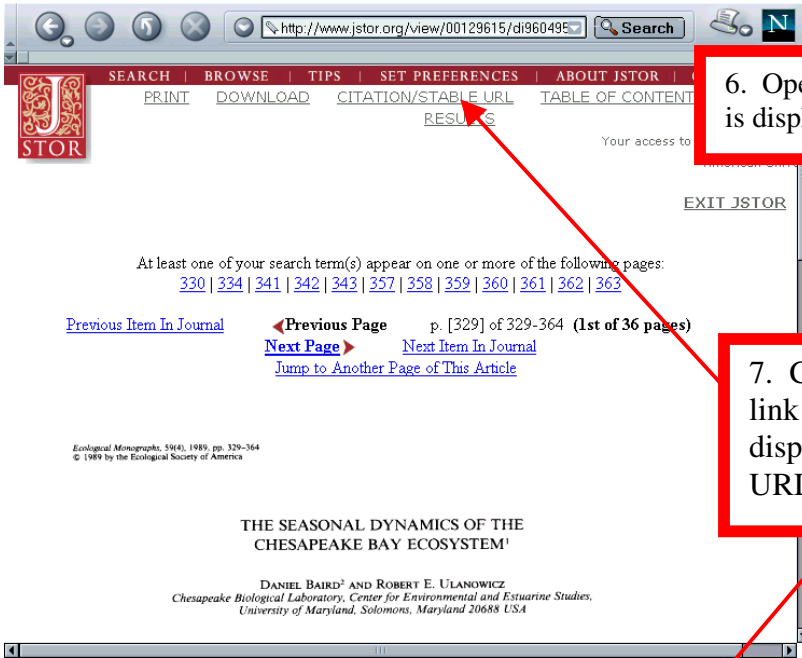 http://www.jstor.org/view/00129615/di960495
Search
N
SEARCH | BROWSE | TIPS | SET PREFERENCES | ABOUT JSTOR |
PRINT DOWNLOAD CITATION/STABLE URL TABLE OF CONTENT
RESULTS
J
STOR
Your access to
EXIT JSTOR
6. Ope
is disp
At least one of your search term(s) appear on one or more of the following pages:
330 | 334 | 341 | 342 | 343 | 357 | 358 | 359 | 360 | 361 | 362 | 363
Previous Item In Journal Previous Page p. [329] of 329-364 (1st of 36 pages)
Next Page Next Item In Journal
Jump to Another Page of This Article
7. C
link
disp
URL
Ecological Monographs, 59(4), 1989, pp. 329–364
© 1989 by the Ecological Society of America
THE SEASONAL DYNAMICS OF THE
CHESAPEAKE BAY ECOSYSTEM¹
DANIEL BAIRD² AND ROBERT E. ULANOWICZ
Chesapeake Biological Laboratory, Center for Environmental and Estuarine Studies,
University of Maryland, Solomons, Maryland 20688 USA